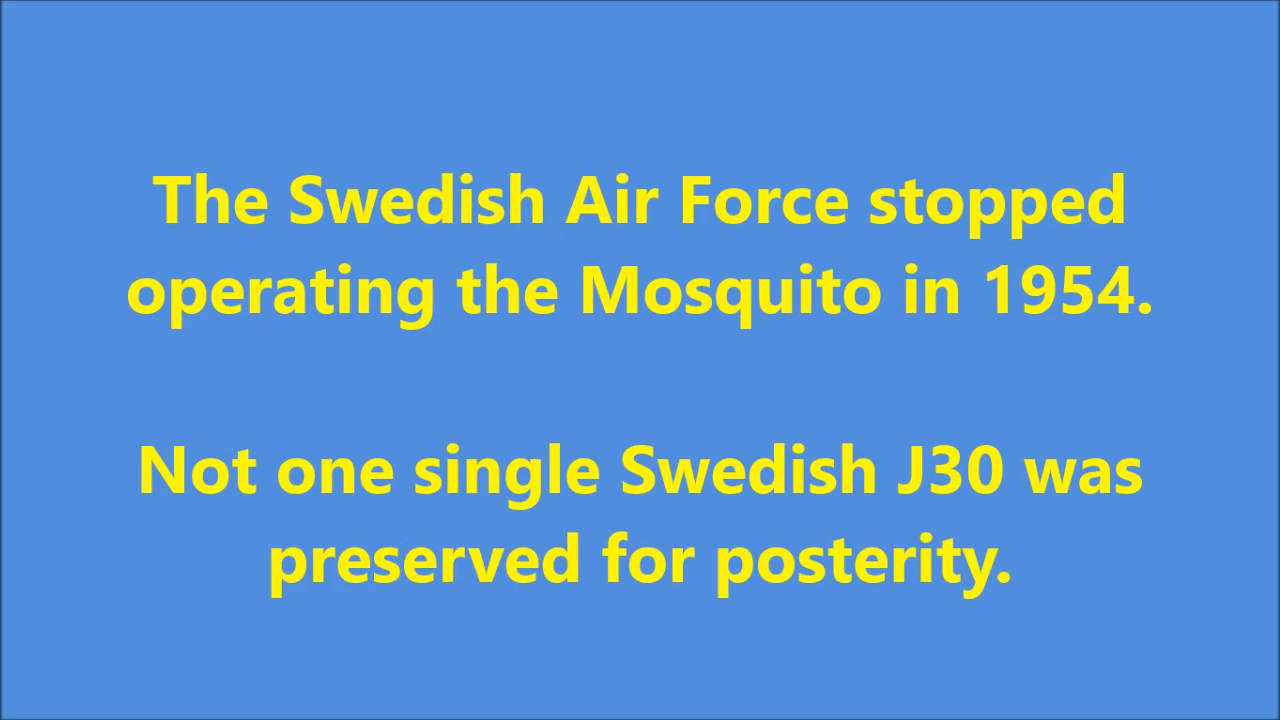 The Swedish Air Force stopped
operating the Mosquito in 1954.
Not one single Swedish J30 was
preserved for posterity.